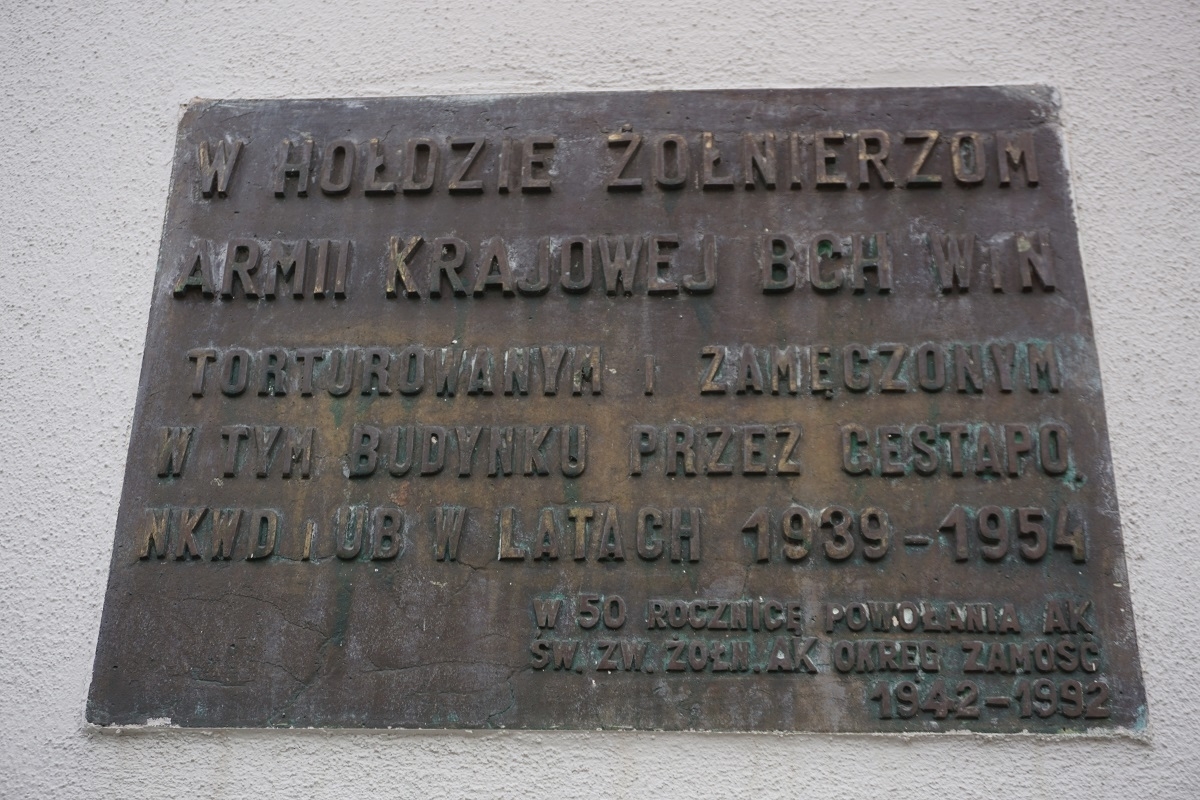 W HOŁDZIE ŻOŁNIERZOM
ARMII KRAJOWEJ BCH WiN
TORTUROWANYM i ZAMĘCZONYM
W TYM BUDYNKU PRZEZ GESTAPO
NKWD i UB W LATACH 1939-1954
W 50 ROCZNICĘ POWOŁANIA AK
ŚW. ZW. ŻOŁN. AK OKRĘG ZAMOŚĆ
1942-1992